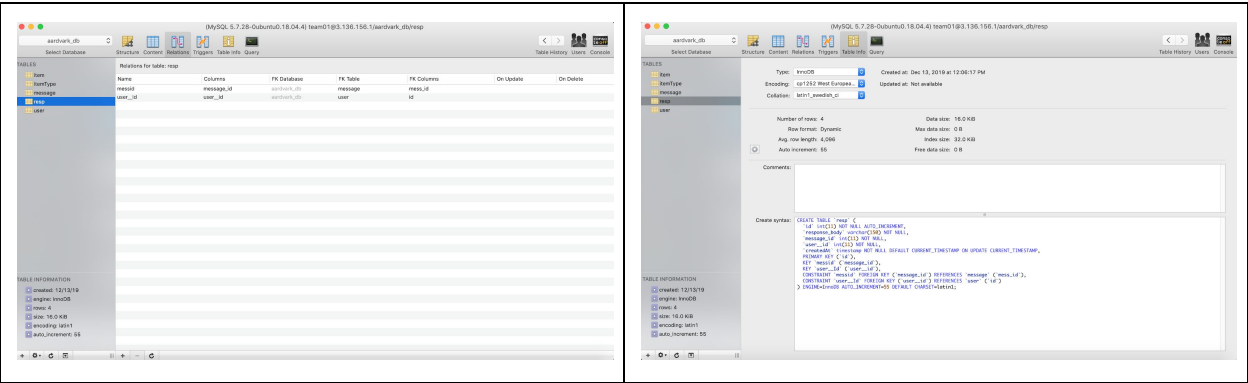 (MySQL 5.7.28-0ubuntu0.18.04.4) team01@3.136.156.1/aardvark_db/resp
aardvark_db
Select Database
Structure Content Relations Triggers Table Info Query
Table History Users Console
TABLES
item
itemType
message
resp
user
Relations for table: resp
Name Columns FK Database FK Table FK Columns On Update On Delete
messid message_id aardvark_db message mess_id
user__id user__id aardvark_db user id
TABLE INFORMATION
created: 12/13/19
engine: InnoDB
rows: 4
size: 16.0 KiB
encoding: latin1
auto_increment: 55
(MySQL 5.7.28-0ubuntu0.18.04.4) team01@3.136.156.1/aardvark_db/resp
aardvark_db
Select Database
Structure Content Relations Triggers Table Info Query
Table History Users Console
TABLES
item
itemType
message
resp
user
Type: InnoDB Created at: Dec 13, 2019 at 12:08:17 PM
Encoding: cp1252 West Europea... Updated at: Not available
Collation: latin1_swedish_ci
Number of rows: 4 Data size: 16.0 KiB
Row format: Dynamic Max data size: 0 B
Avg. row length: 4,096 Index size: 32.0 KiB
Auto increment: 55 Free data size: 0 B
Comments:
Create syntax:
CREATE TABLE `resp` (
`id` int(11) NOT NULL AUTO_INCREMENT,
`response_body` varchar(150) NOT NULL,
`message_id` int(11) NOT NULL,
`user__id` int(11) NOT NULL,
`createdAt` timestamp NOT NULL DEFAULT CURRENT_TIMESTAMP ON UPDATE CURRENT_TIMESTAMP,
PRIMARY KEY (`id`),
KEY `messid` (`message_id`),
KEY `user__Id` (`user__id`),
CONSTRAINT `messid` FOREIGN KEY (`message_id`) REFERENCES `message` (`mess_id`),
CONSTRAINT `user__Id` FOREIGN KEY (`user__id`) REFERENCES `user` (`id`)
) ENGINE=InnoDB AUTO_INCREMENT=55 DEFAULT CHARSET=latin1;
TABLE INFORMATION
created: 12/13/19
engine: InnoDB
rows: 4
size: 16.0 KiB
encoding: latin1
auto_increment: 55